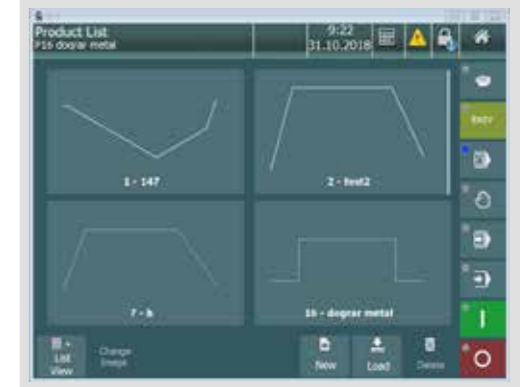 Product List
P16 dograr metal
9:22
31.10.2018
EASY
1 - 147
2 - test2
7 - h
16 - dograr metal
List
View
Change
Image
New
Load
Delete